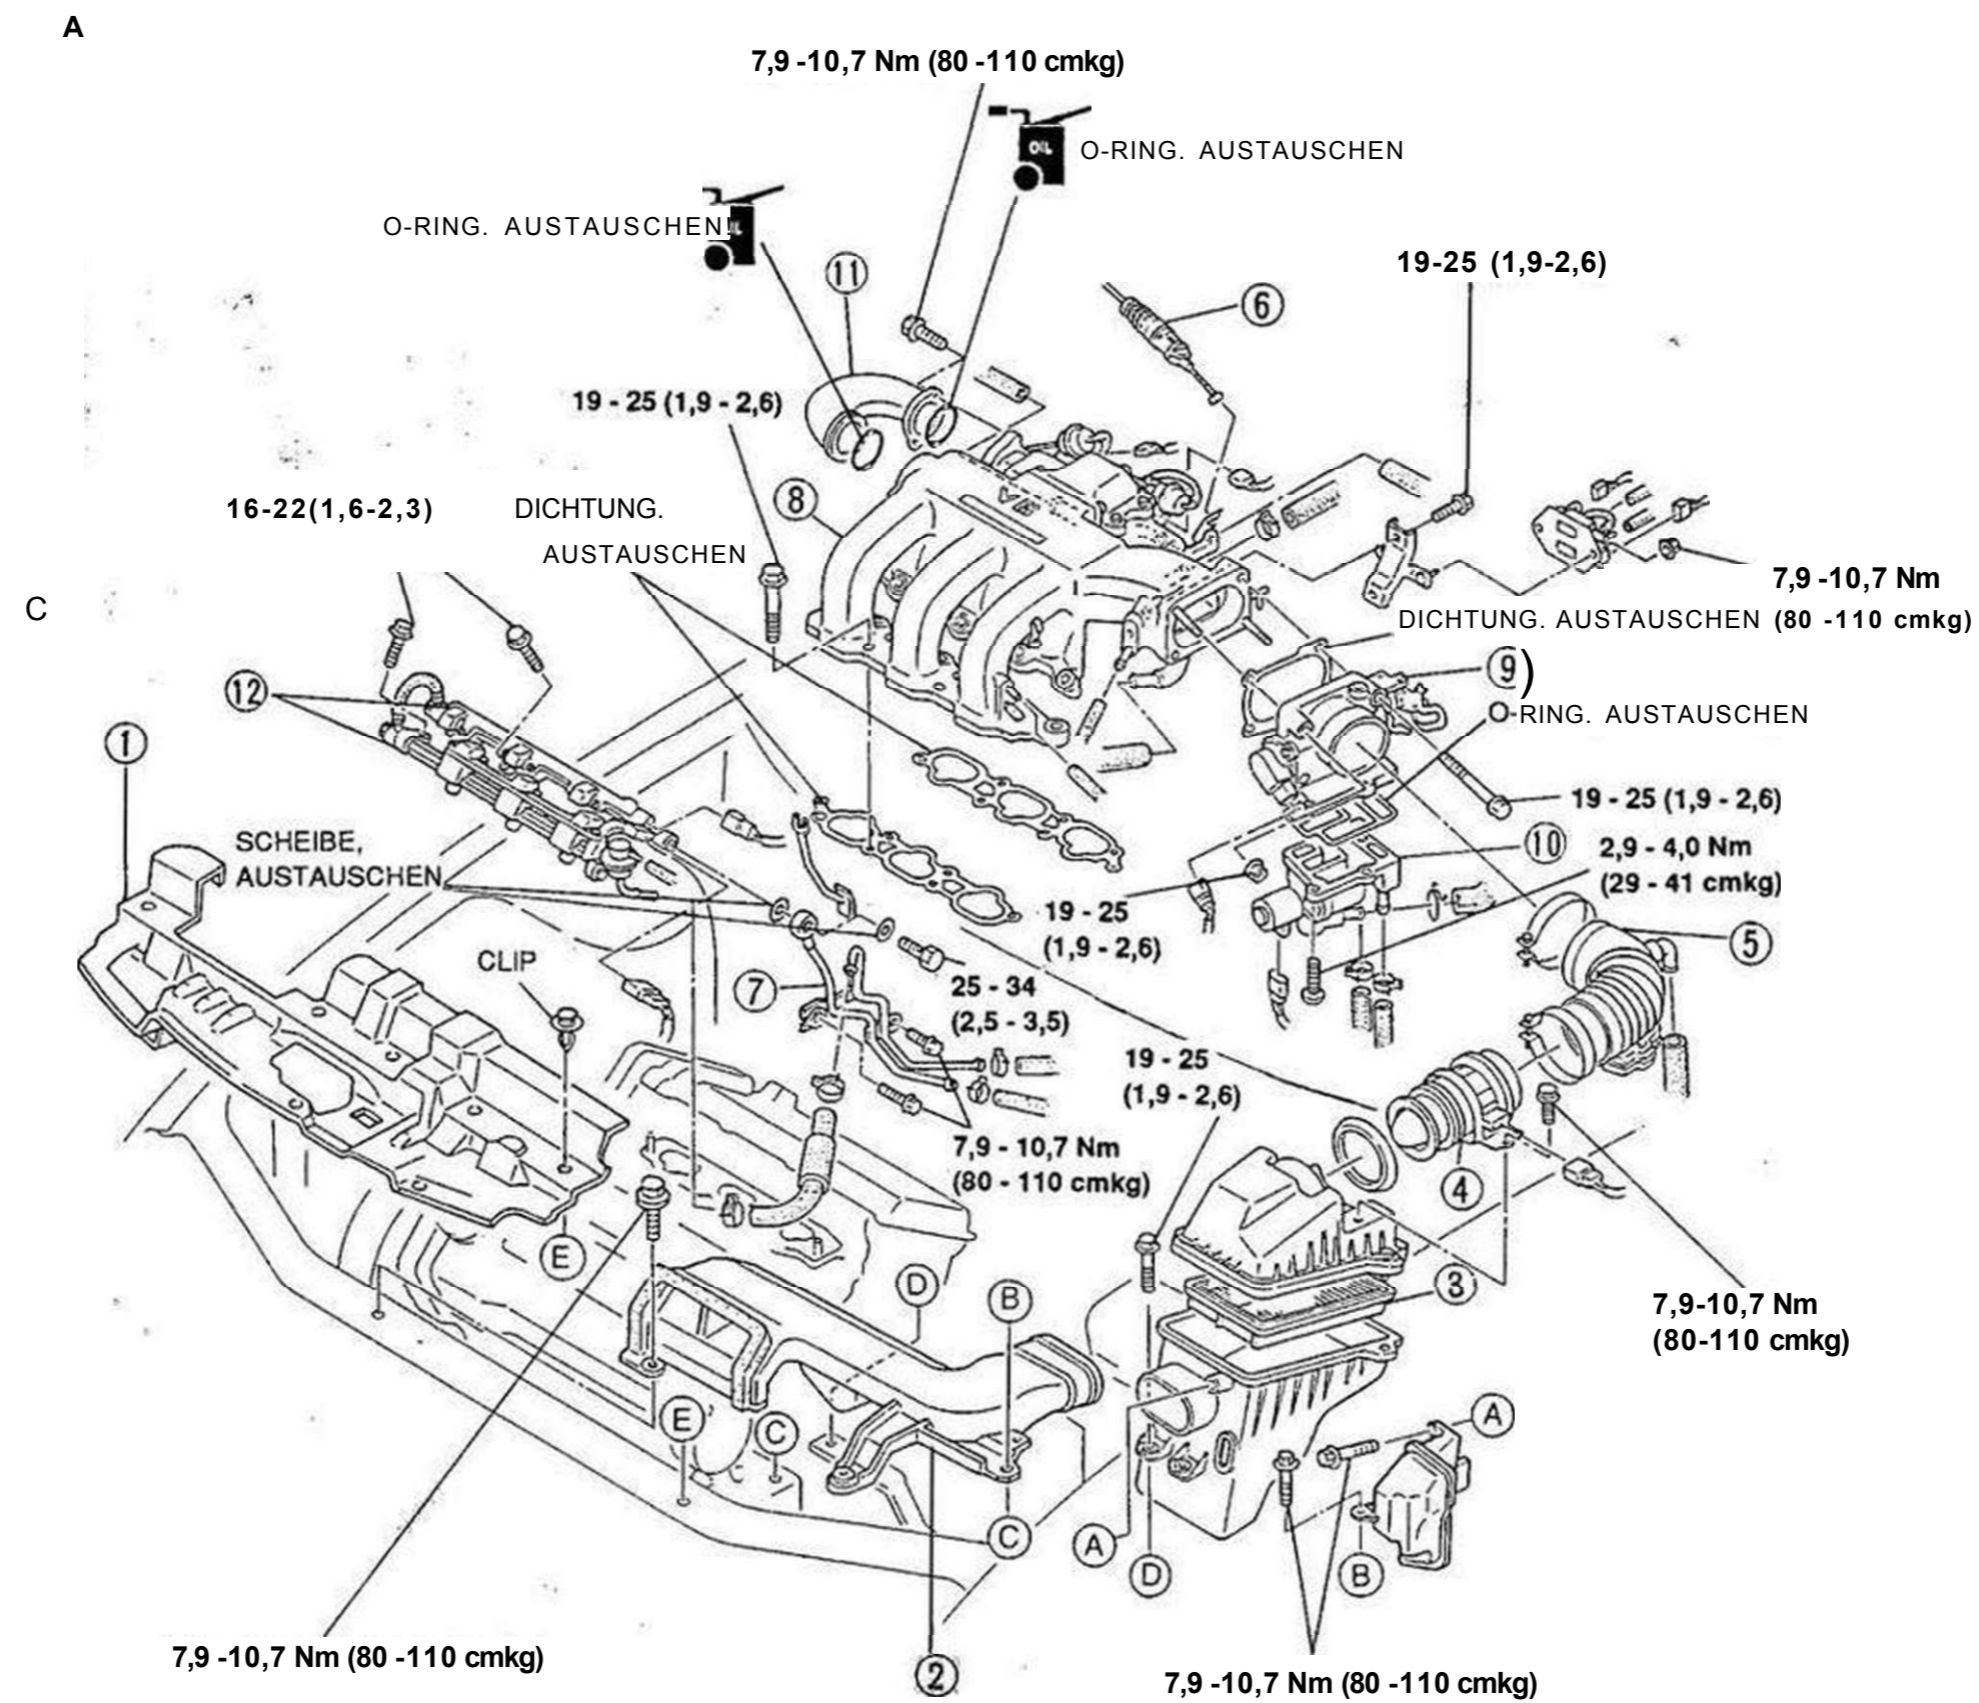 A
7,9 -10,7 Nm (80 -110 cmkg)
OIL
O-RING. AUSTAUSCHEN
O-RING. AUSTAUSCHEN
11
6
19-25 (1,9-2,6)
19 - 25 (1,9 - 2,6)
8
V6
16-22(1,6-2,3)
DICHTUNG.
AUSTAUSCHEN
C
7,9 -10,7 Nm
DICHTUNG. AUSTAUSCHEN (80 -110 cmkg)
9)
12
O-RING. AUSTAUSCHEN
1
19 - 25 (1,9 - 2,6)
10
2,9 - 4,0 Nm
(29 - 41 cmkg)
SCHEIBE,
AUSTAUSCHEN
19 - 25
(1,9 - 2,6)
5
CLIP
7
25 - 34
(2,5 - 3,5)
19 - 25
(1,9 - 2,6)
7,9 - 10,7 Nm
(80 - 110 cmkg)
4
E
D
B
3
7,9-10,7 Nm
(80-110 cmkg)
E
C
A
C
A
D
B
7,9 -10,7 Nm (80 -110 cmkg)
2
7,9 -10,7 Nm (80 -110 cmkg)